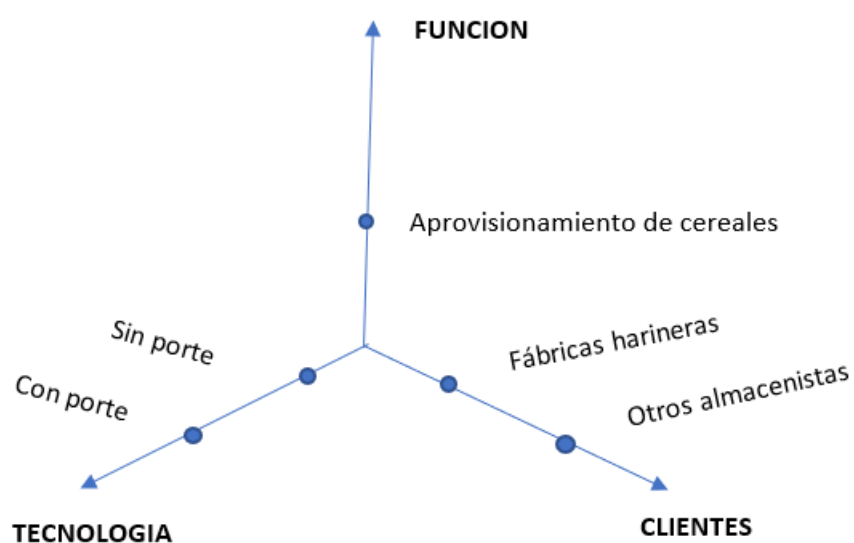 FUNCION
Aprovisionamiento de cereales
Sin porte
Fábricas harineras
Con porte
Otros almacenistas
TECNOLOGIA
CLIENTES